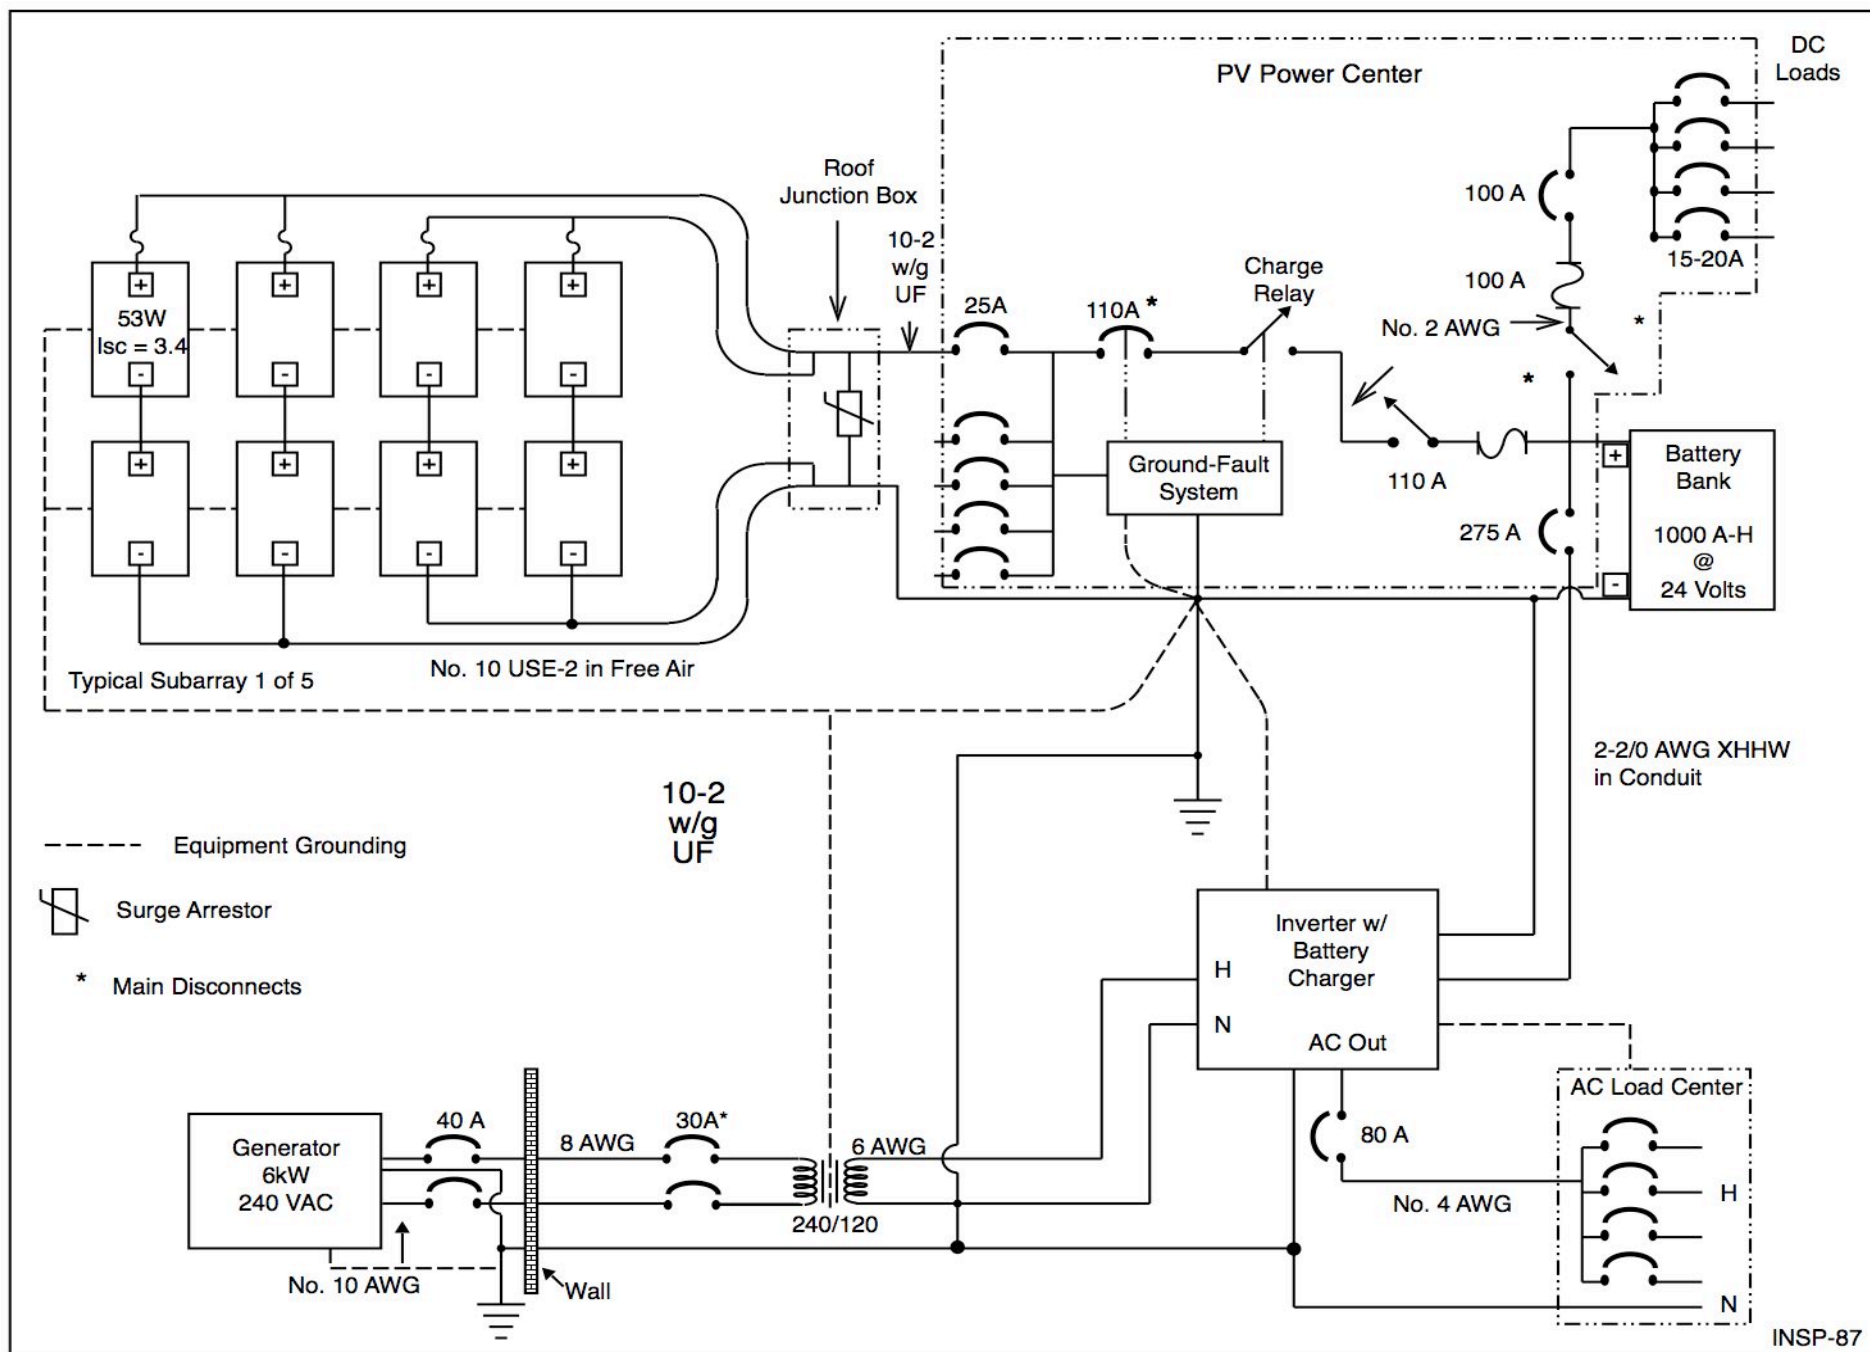 PV Power Center
DC
Loads
Roof
Junction Box
10-2
w/g
UF
25A
110A *
Charge
Relay
100 A
100 A
No. 2 AWG
*
*
15-20A
+
+
+
+
53W
Isc = 3.4
-
-
-
-
+
+
+
+
-
-
-
-
Ground-Fault
System
110 A
275 A
+
-
Battery
Bank
1000 A-H
@
24 Volts
Typical Subarray 1 of 5
No. 10 USE-2 in Free Air
2-2/0 AWG XHHW
in Conduit
10-2
w/g
UF
Equipment Grounding
Surge Arrestor
* Main Disconnects
Inverter w/
Battery
Charger
H
N
AC Out
Generator
6kW
240 VAC
40 A
8 AWG
30A*
6 AWG
240/120
No. 10 AWG
Wall
80 A
No. 4 AWG
AC Load Center
H
N
INSP-87